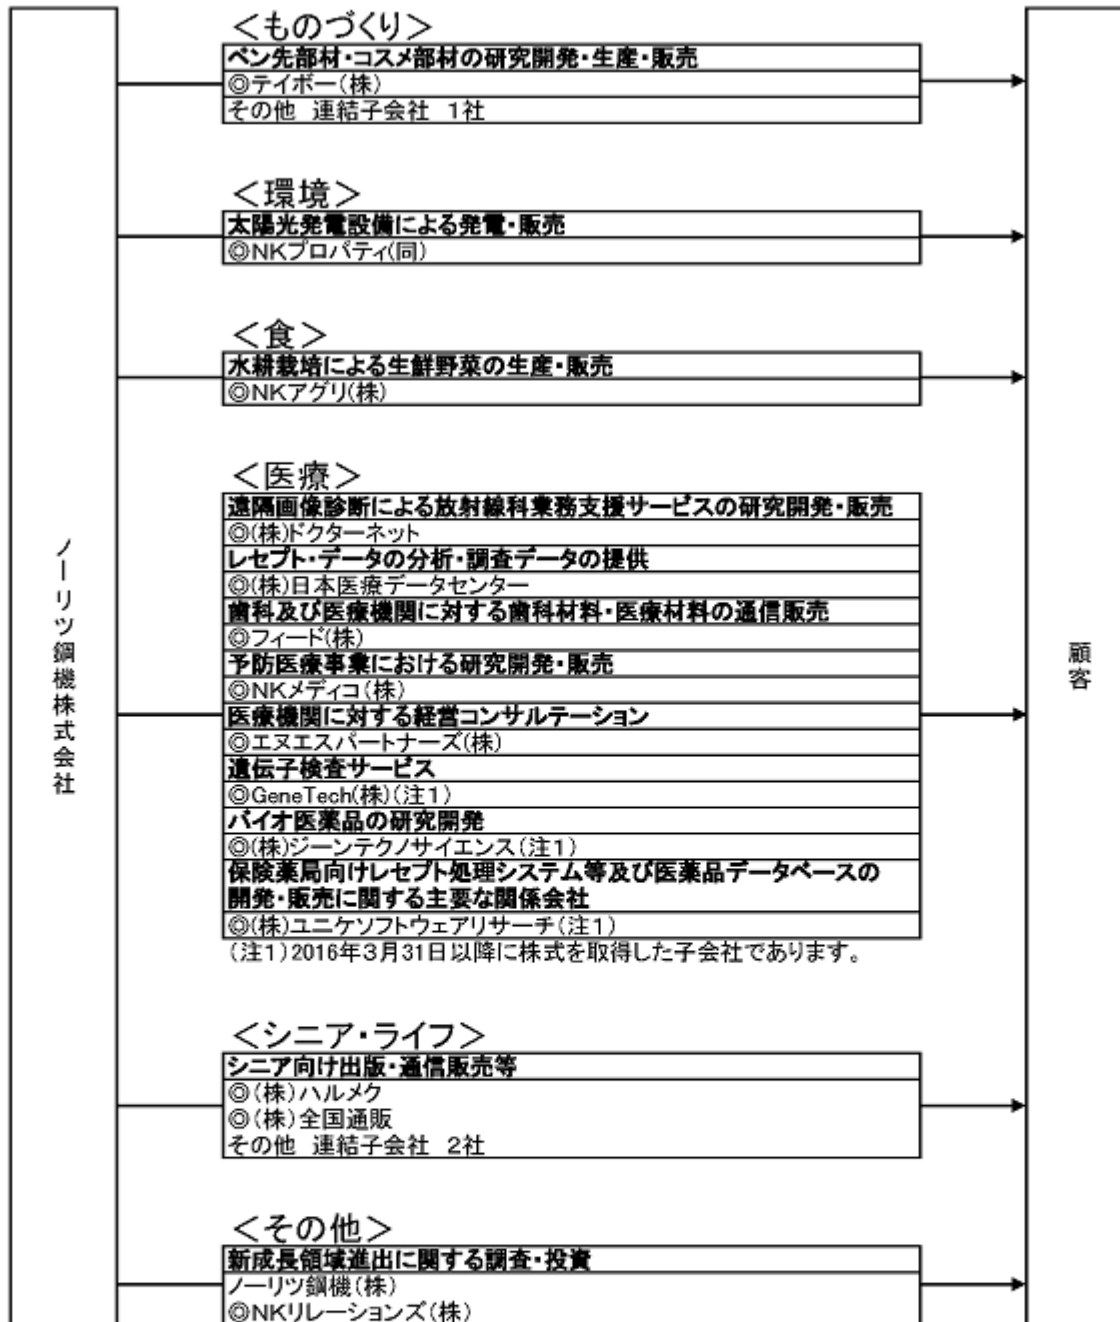 ノーリツ鋼機株式会社
＜ものづくり＞
ペン先部材・コスメ部材の研究開発・生産・販売
◎テイボー(株)
その他　連結子会社　1社
＜環境＞
太陽光発電設備による発電・販売
◎NKプロパティ(同)
＜食＞
水耕栽培による生鮮野菜の生産・販売
◎NKアグリ(株)
＜医療＞
遠隔画像診断による放射線科業務支援サービスの研究開発・販売
◎(株)ドクターネット
レセプト・データの分析・調査データの提供
◎(株)日本医療データセンター
歯科及び医療機関に対する歯科材料・医療材料の通信販売
◎フィード(株)
予防医療事業における研究開発・販売
◎NKメディコ(株)
医療機関に対する経営コンサルテーション
◎エヌエスパートナーズ(株)
遺伝子検査サービス
◎GeneTech(株)(注1)
バイオ医薬品の研究開発
◎(株)ジーンテクノサイエンス(注1)
保険薬局向けレセプト処理システム等及び医薬品データベースの
開発・販売に関する主要な関係会社
◎(株)ユニケソフトウェアリサーチ(注1)
(注1)2016年3月31日以降に株式を取得した子会社であります。
＜シニア・ライフ＞
シニア向け出版・通信販売等
◎(株)ハルメク
◎(株)全国通販
その他　連結子会社　2社
＜その他＞
新成長領域進出に関する調査・投資
ノーリツ鋼機(株)
◎NKリレーションズ(株)
顧客